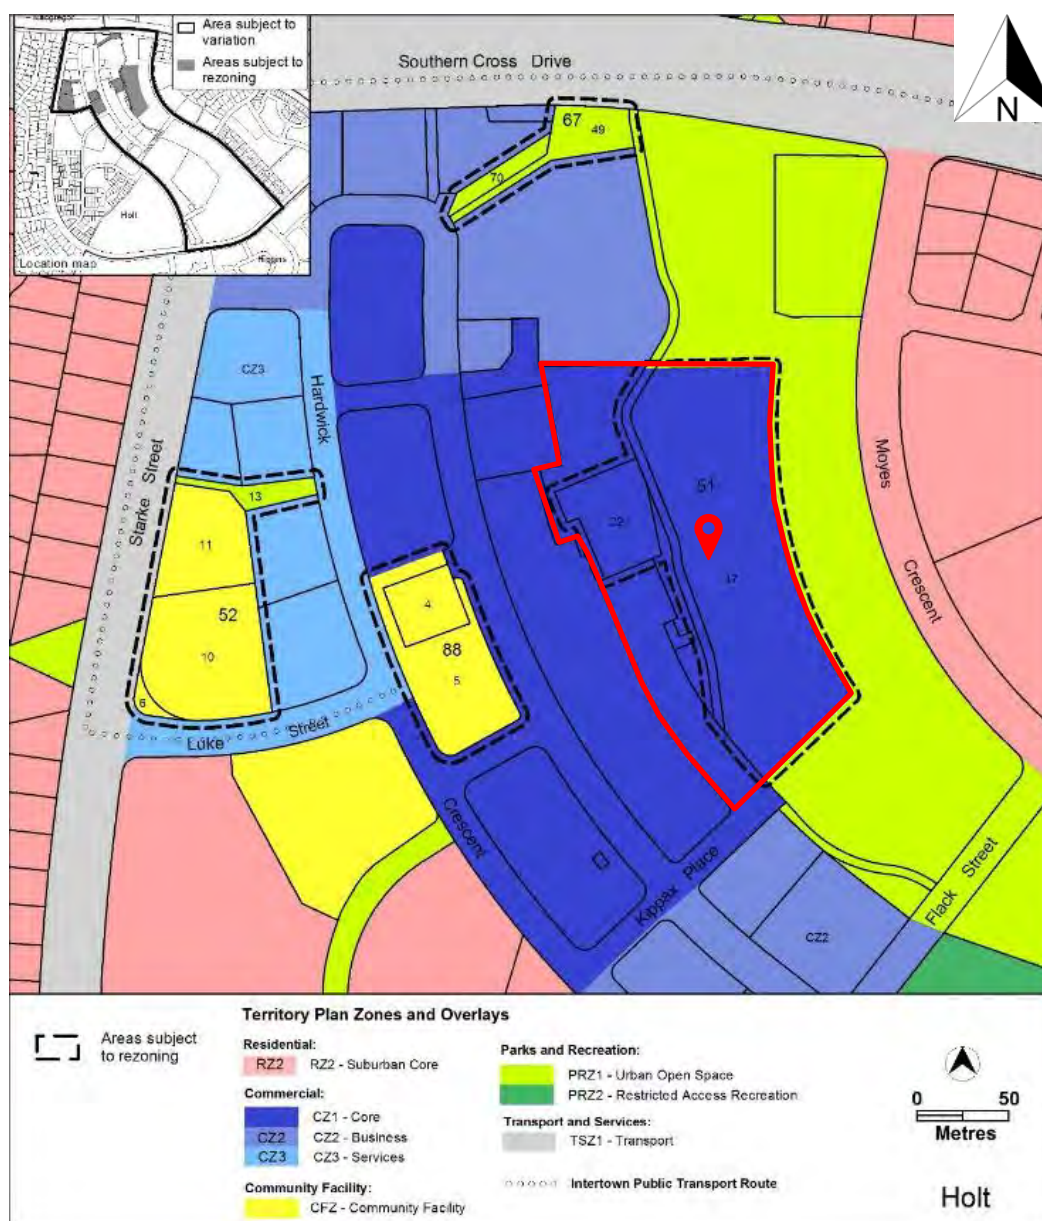 Macgregor
Area subject to
variation
Areas subject to
rezoning
Holt
Higgins
Location map
Southern Cross Drive
N
67
49
70
CZ3
Hardwick
Starke Street
13
11
52
10
6
Luke Street
4
88
5
Crescent
51
22
17
Moyes
Crescent
Kippax Place
Flack Street
CZ2
Areas subject
to rezoning
Territory Plan Zones and Overlays
Residential:
RZ2 RZ2 - Suburban Core
Commercial:
CZ1 - Core
CZ2 CZ2 - Business
CZ3 CZ3 - Services
Community Facility:
CFZ - Community Facility
Parks and Recreation:
PRZ1 - Urban Open Space
PRZ2 - Restricted Access Recreation
Transport and Services:
TSZ1 - Transport
Intertown Public Transport Route
N
0 50
Metres
Holt